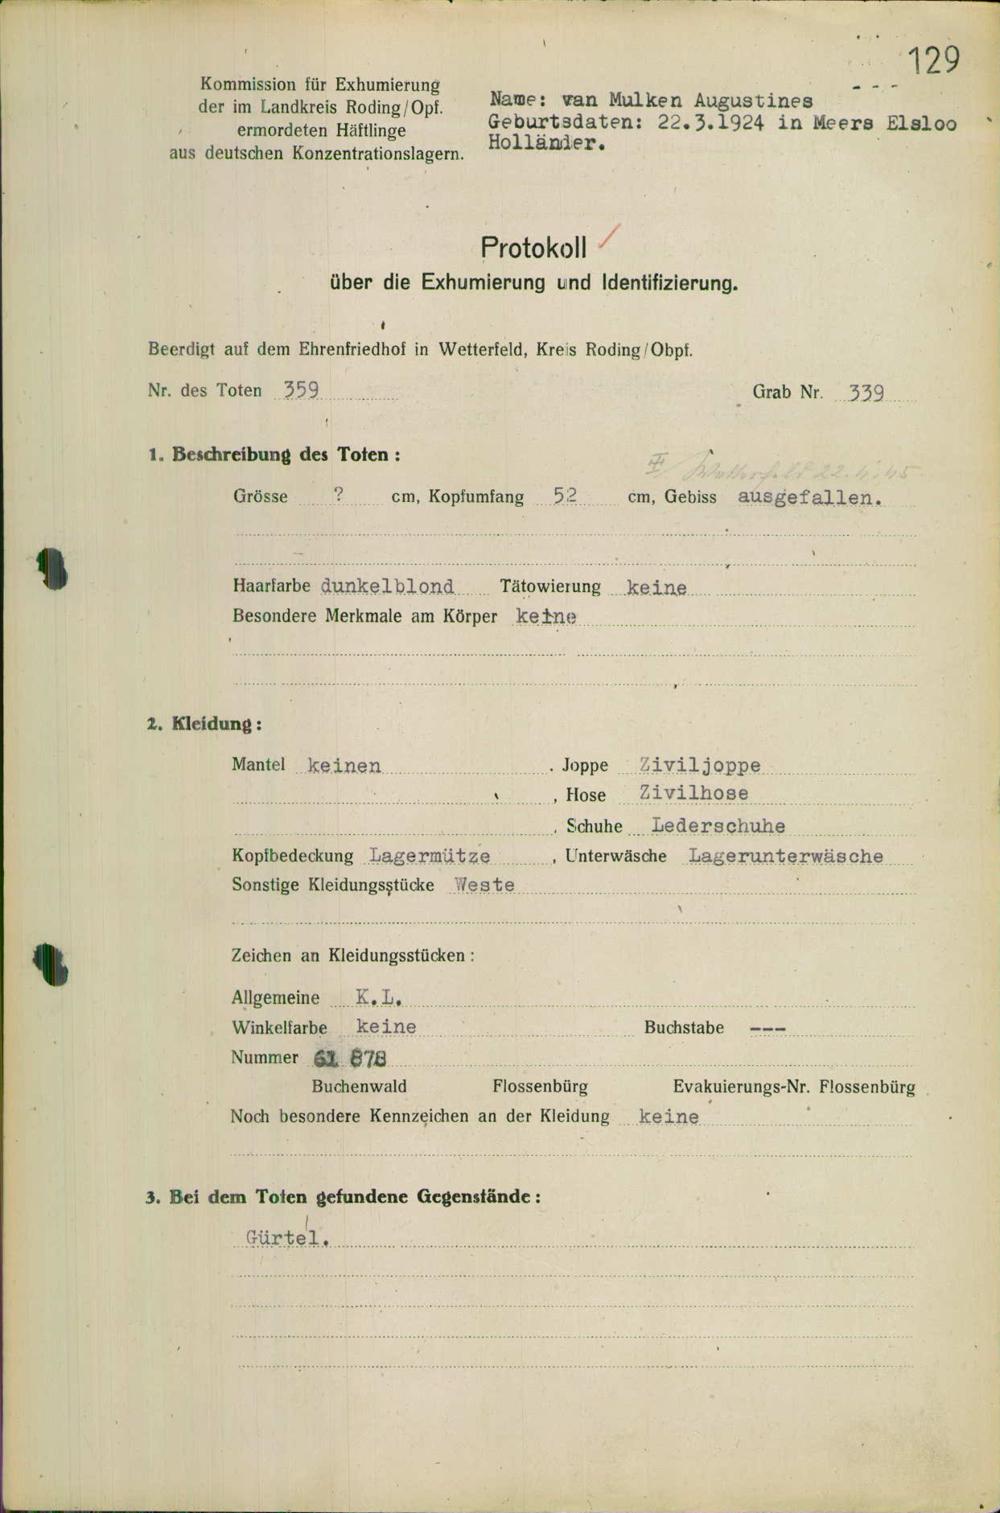 129
Kommission für Exhumierung
der im Landkreis Roding/Opf.
ermordeten Häftlinge
aus deutschen Konzentrationslagern.
Name: van Mulken Augustines
Geburtsdaten: 22.3.1924 in Meers Elsloo
Holländer.
Protokoll
über die Exhumierung und Identifizierung.
Beerdigt auf dem Ehrenfriedhof in Wetterfeld, Kreis Roding/Obpf.
Nr. des Toten 359 Grab Nr. 339
1. Beschreibung des Toten :
II Wetterfeld 22.4.45
Grösse ? cm, Kopfumfang 52 cm, Gebiss ausgefallen.
Haarfarbe dunkelblond Tätowierung keine
Besondere Merkmale am Körper keine
2. Kleidung :
Mantel keinen , Joppe Ziviljoppe
, Hose Zivilhose
, Schuhe Lederschuhe
Kopfbedeckung Lagermütze , Unterwäsche Lagerunterwäsche
Sonstige Kleidungsstücke Weste
Zeichen an Kleidungsstücken :
Allgemeine K.L.
Winkelfarbe keine Buchstabe ---
Nummer 61 878
Buchenwald Flossenbürg Evakuierungs-Nr. Flossenbürg
Noch besondere Kennzeichen an der Kleidung keine
3. Bei dem Toten gefundene Gegenstände :
Gürtel.